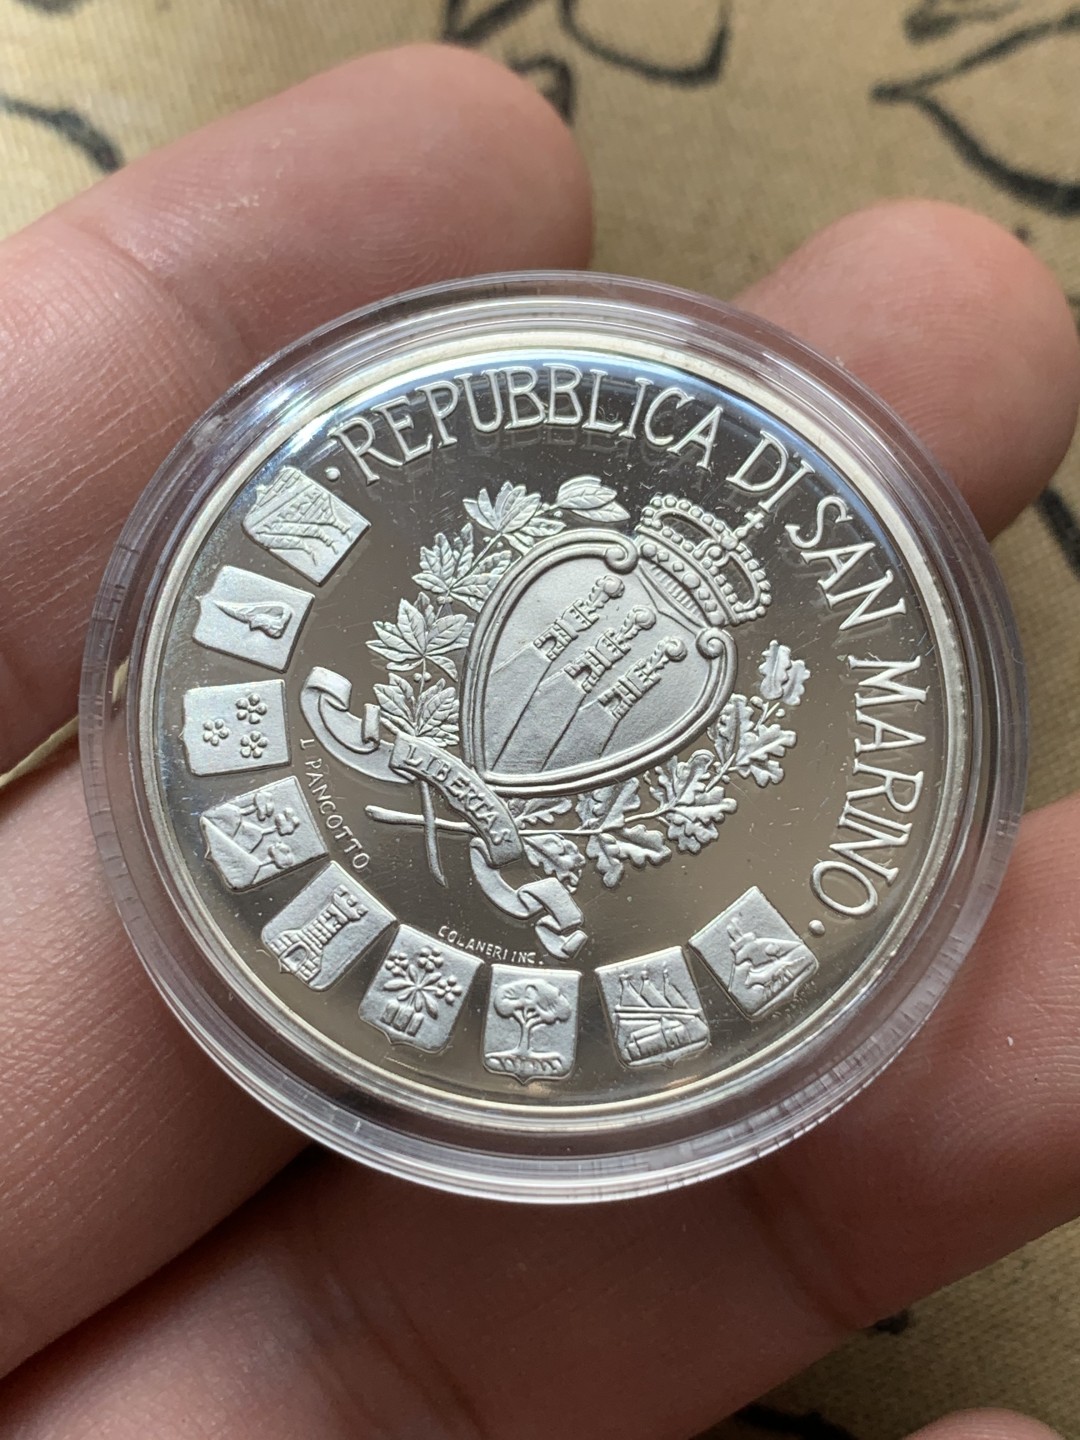 · REPUBBLICA DI SAN MARINO ·
LIBERTAS
L PANCOTTO
COLANERI INC.